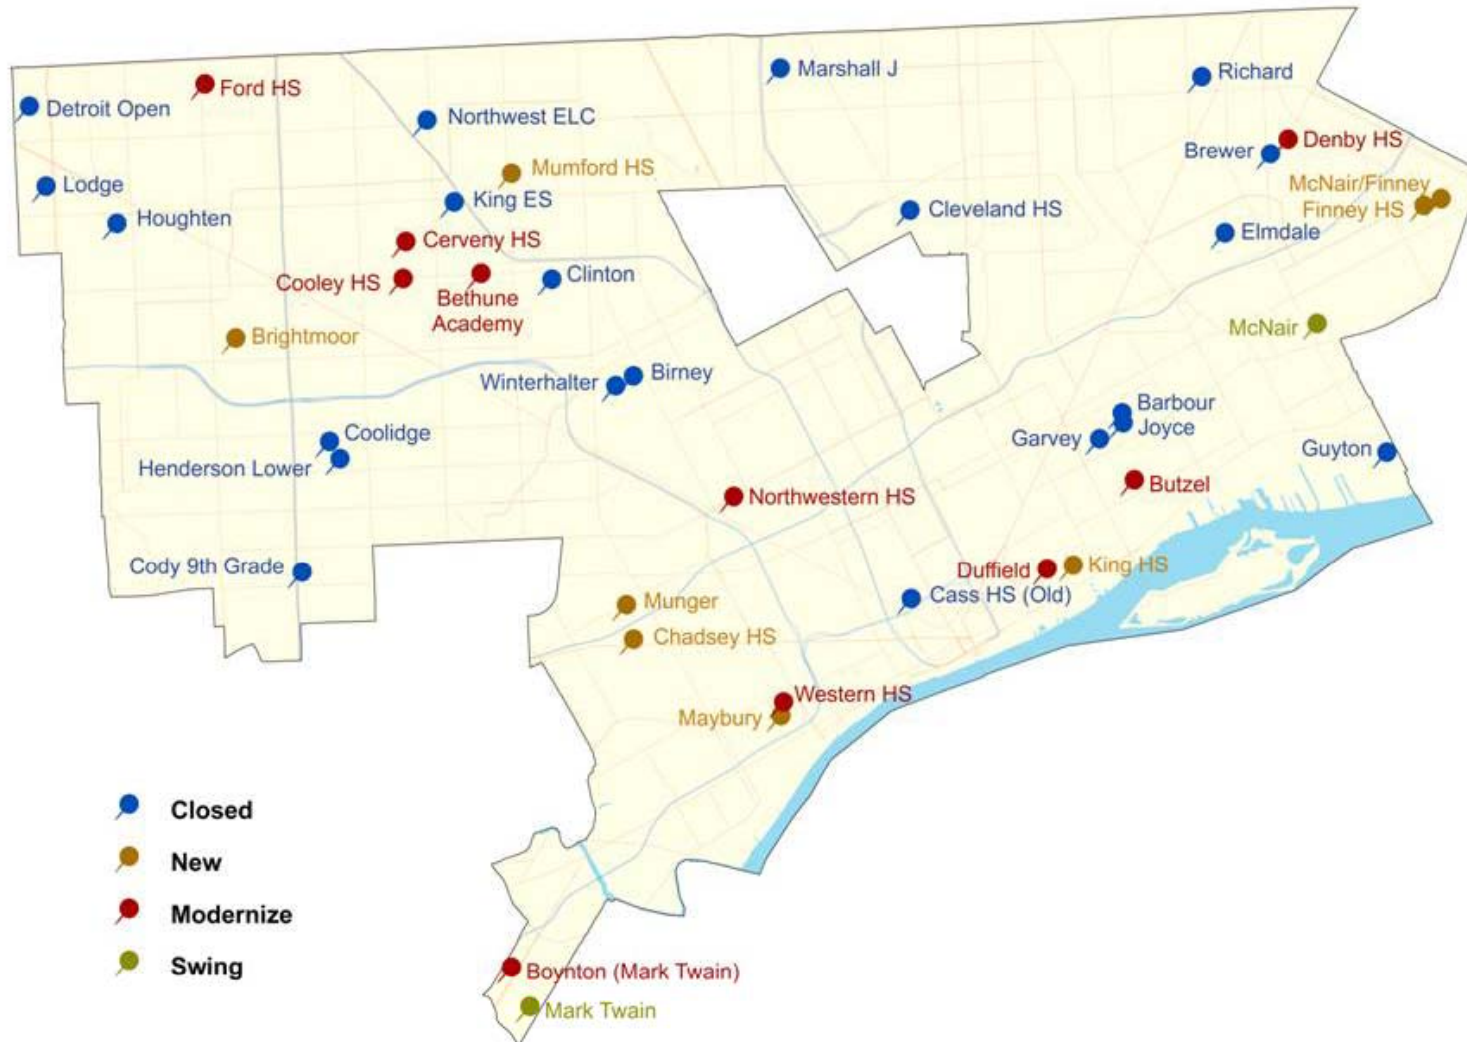 Marshall J
Richard
Ford HS
Detroit Open
Northwest ELC
Denby HS
Brewer
Mumford HS
McNair/Finney
Finney HS
Lodge
King ES
Houghten
Cleveland HS
Elmdale
Cerveny HS
Cooley HS
Bethune
Academy
Clinton
McNair
Brightmoor
Winterhalter
Birney
Barbour
Joyce
Garvey
Coolidge
Henderson Lower
Guyton
Butzel
Northwestern HS
Cody 9th Grade
Duffield
King HS
Cass HS (Old)
Munger
Chadsey HS
Western HS
Maybury
Closed
New
Modernize
Swing
Boynton (Mark Twain)
Mark Twain